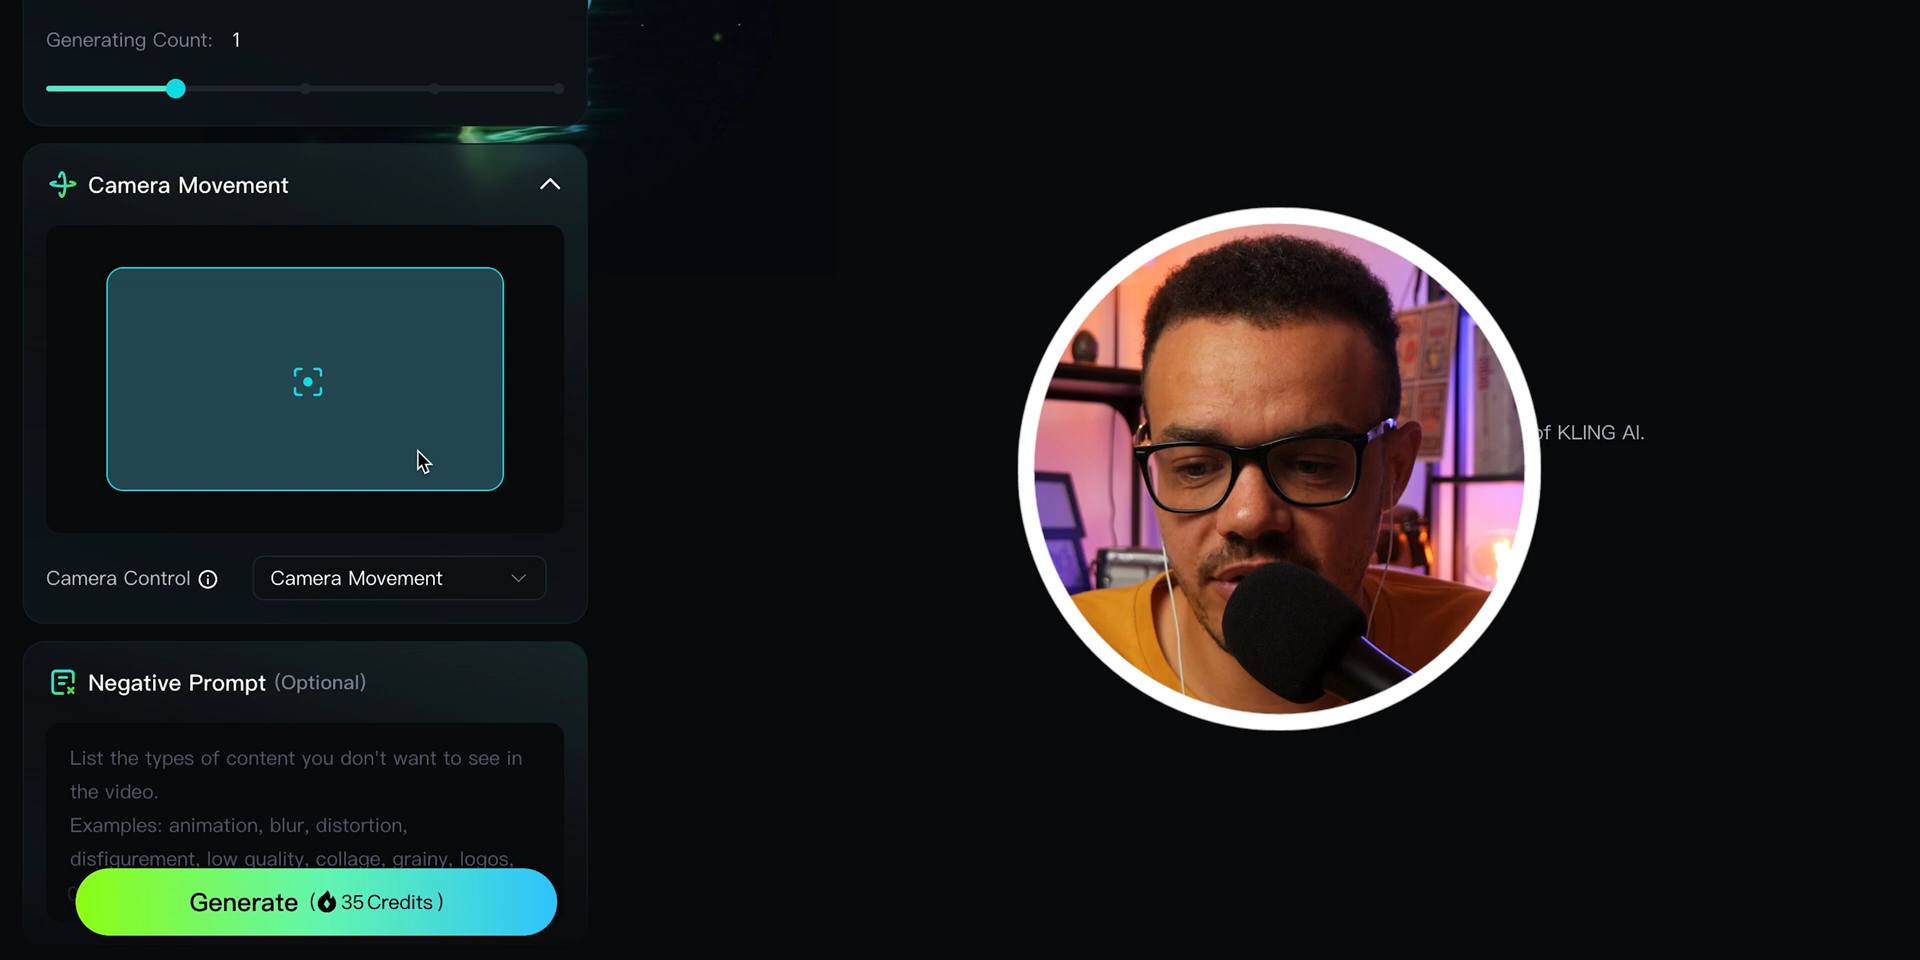 Generating Count: 1
Camera Movement
of KLING AI.
Camera Control
Camera Movement
Negative Prompt (Optional)
List the types of content you don't want to see in
the video.
Examples: animation, blur, distortion,
disfigurement, low quality, collage, grainy, logos,
Generate ( 35 Credits )